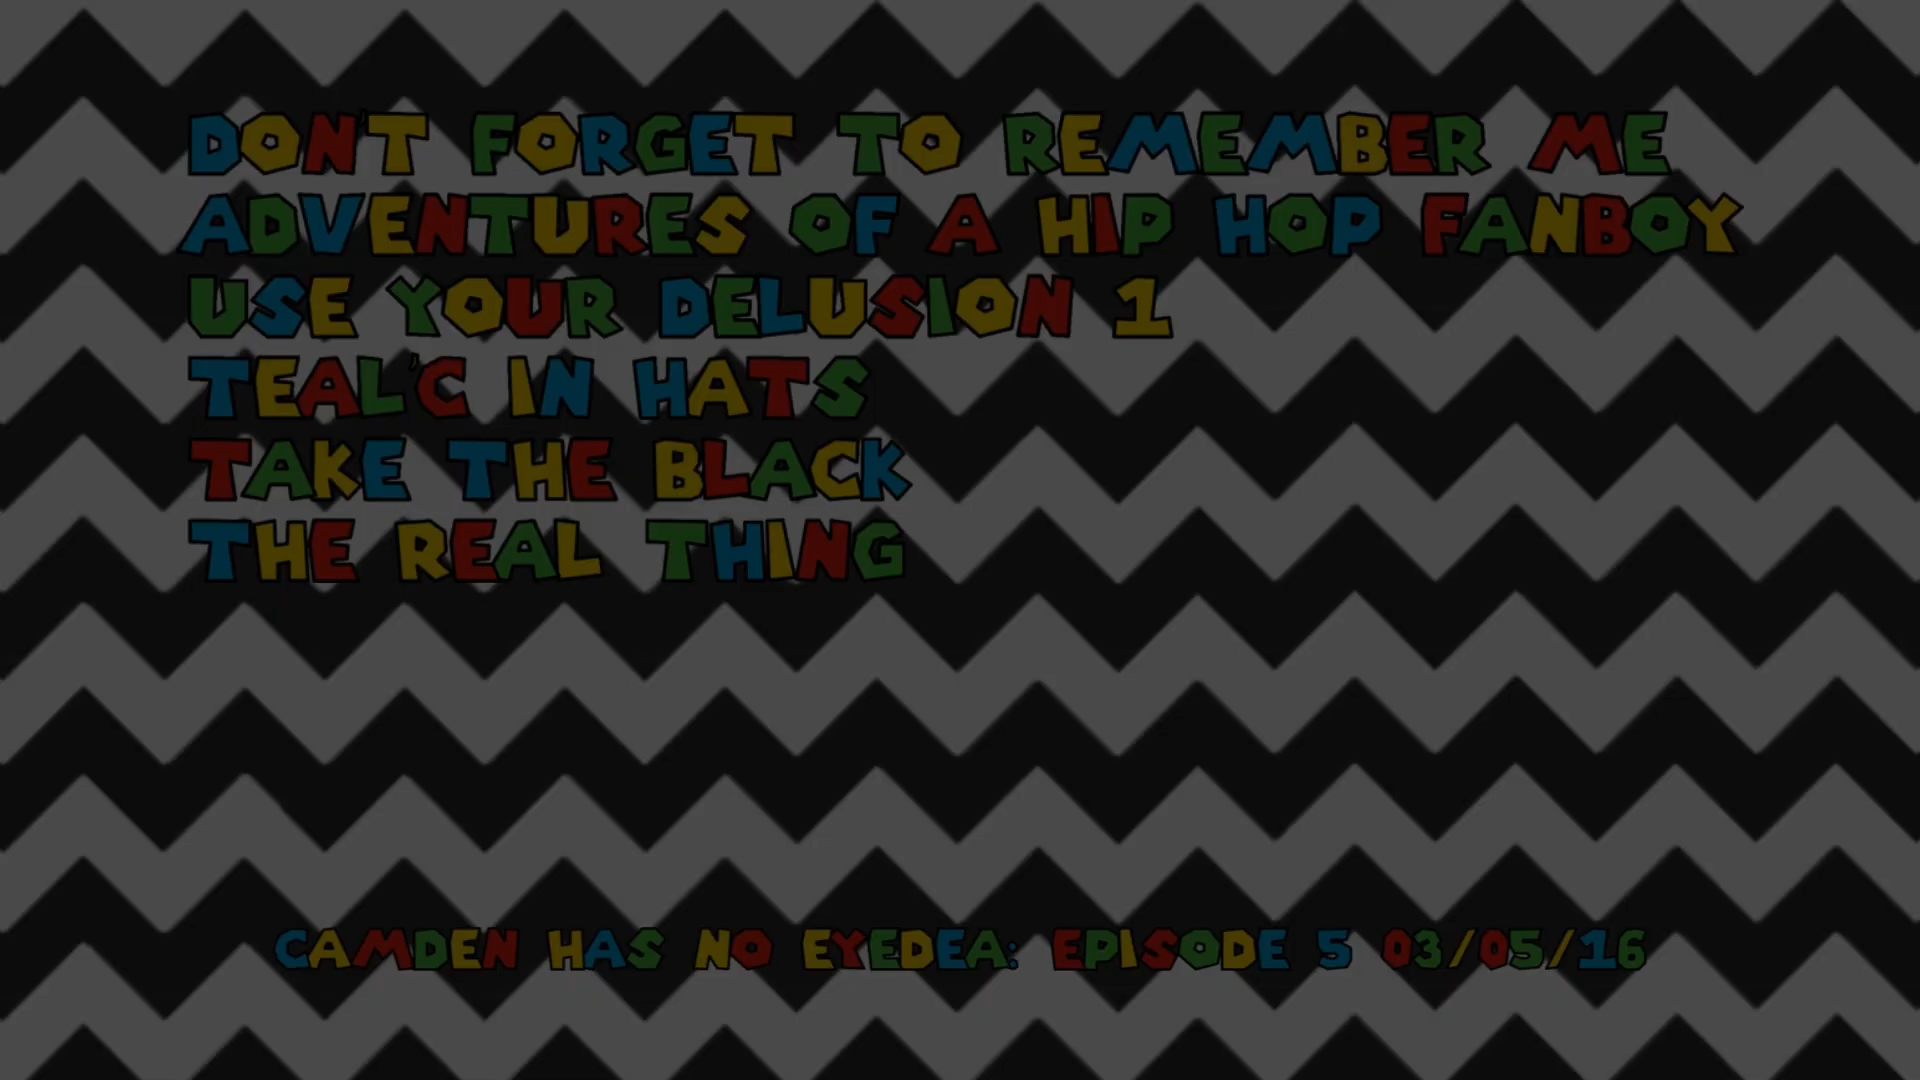 DON'T FORGET TO REMEMBER ME
ADVENTURES OF A HIP HOP FANBOY
USE YOUR DELUSION 1
TEAL'C IN HATS
TAKE THE BLACK
THE REAL THING
CAMDEN HAS NO EYEDEA: EPISODE 5 03/05/16